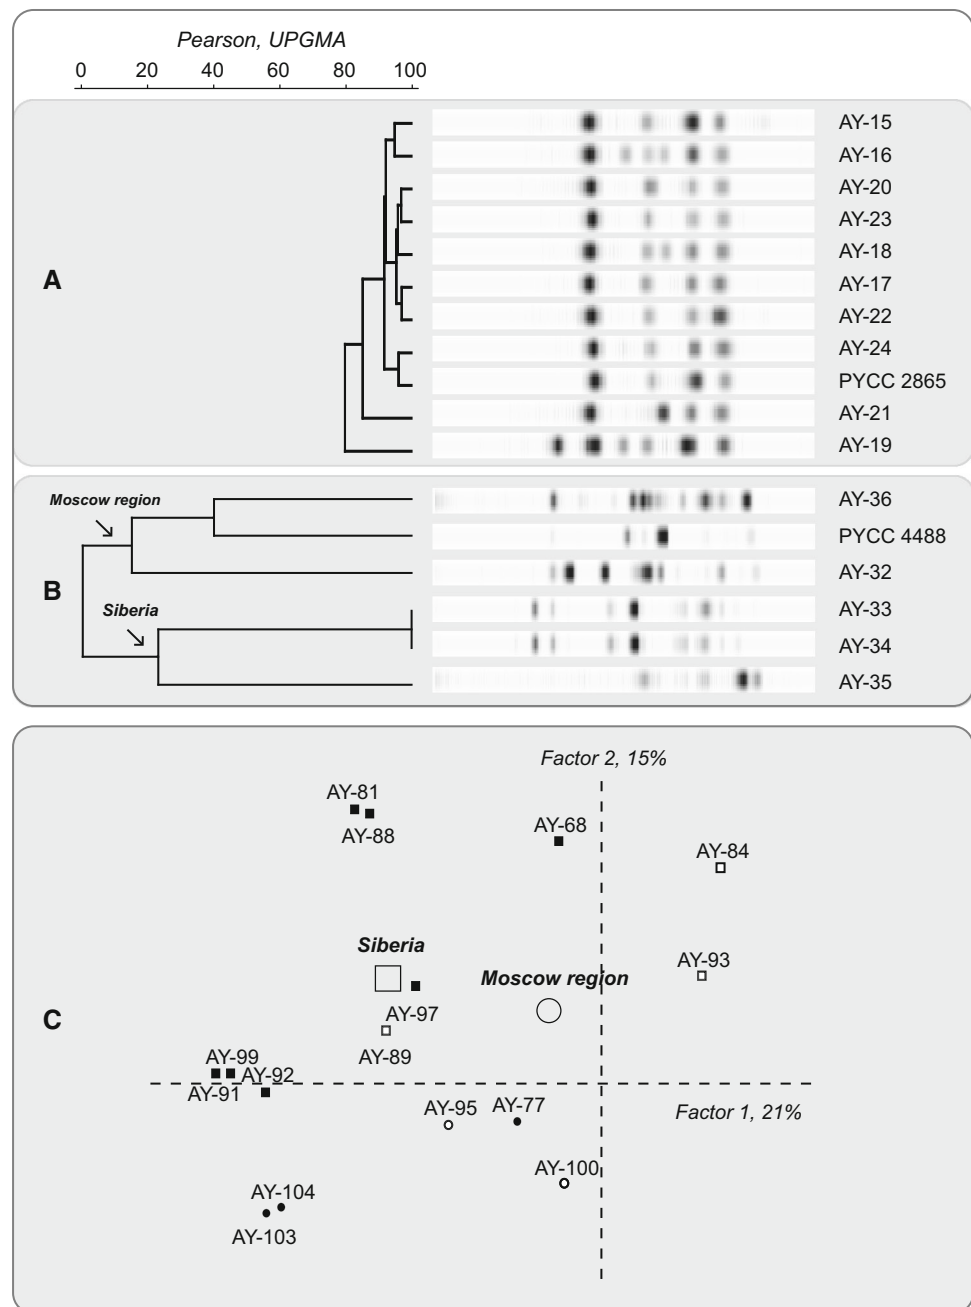 Pearson, UPGMA
0 20 40 60 80 100
A
AY-15
AY-16
AY-20
AY-23
AY-18
AY-17
AY-22
AY-24
PYCC 2865
AY-21
AY-19
B
Moscow region
Siberia
AY-36
PYCC 4488
AY-32
AY-33
AY-34
AY-35
C
Factor 2, 15%
AY-81
AY-88
AY-68
AY-84
Siberia
Moscow region
AY-93
AY-97
AY-89
AY-99
AY-92
AY-91
AY-95
AY-77
Factor 1, 21%
AY-100
AY-104
AY-103